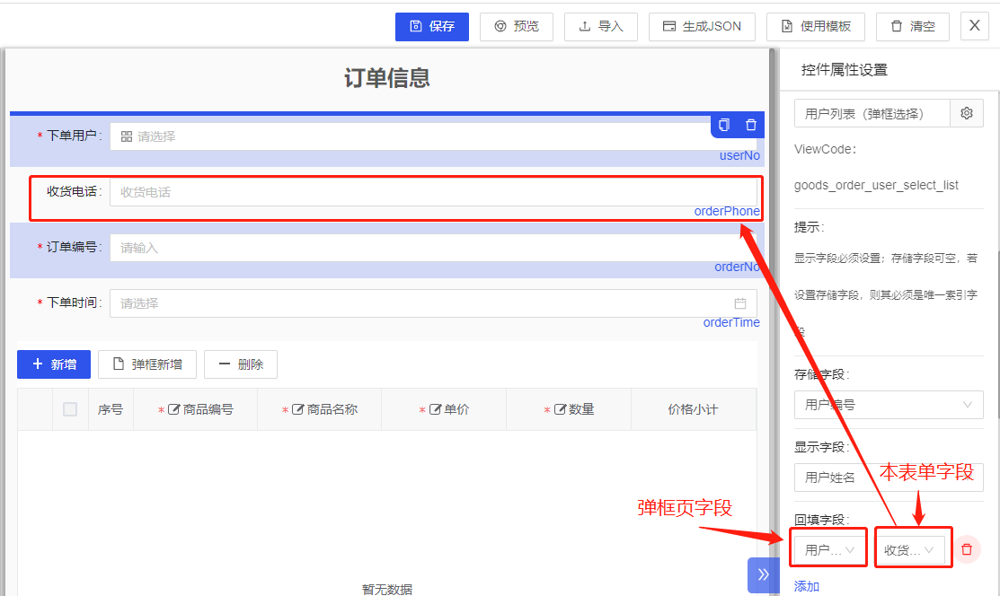 保存 预览 导入 生成JSON 使用模板 清空 X
订单信息
* 下单用户: 请选择
userNo
收货电话: 收货电话
orderPhone
* 订单编号: 请输入
orderNo
* 下单时间: 请选择
orderTime
+ 新增 弹框新增 — 删除
序号 * 商品编号 * 商品名称 * 单价 * 数量 价格小计
暂无数据
控件属性设置
用户列表（弹框选择）
ViewCode:
goods_order_user_select_list
提示:
显示字段必须设置；存储字段可空，若
设置存储字段，则其必须是唯一索引字
段
存储字段:
用户编号
显示字段:
用户姓名
本表单字段
弹框页字段
回填字段:
用户... 收货...
添加